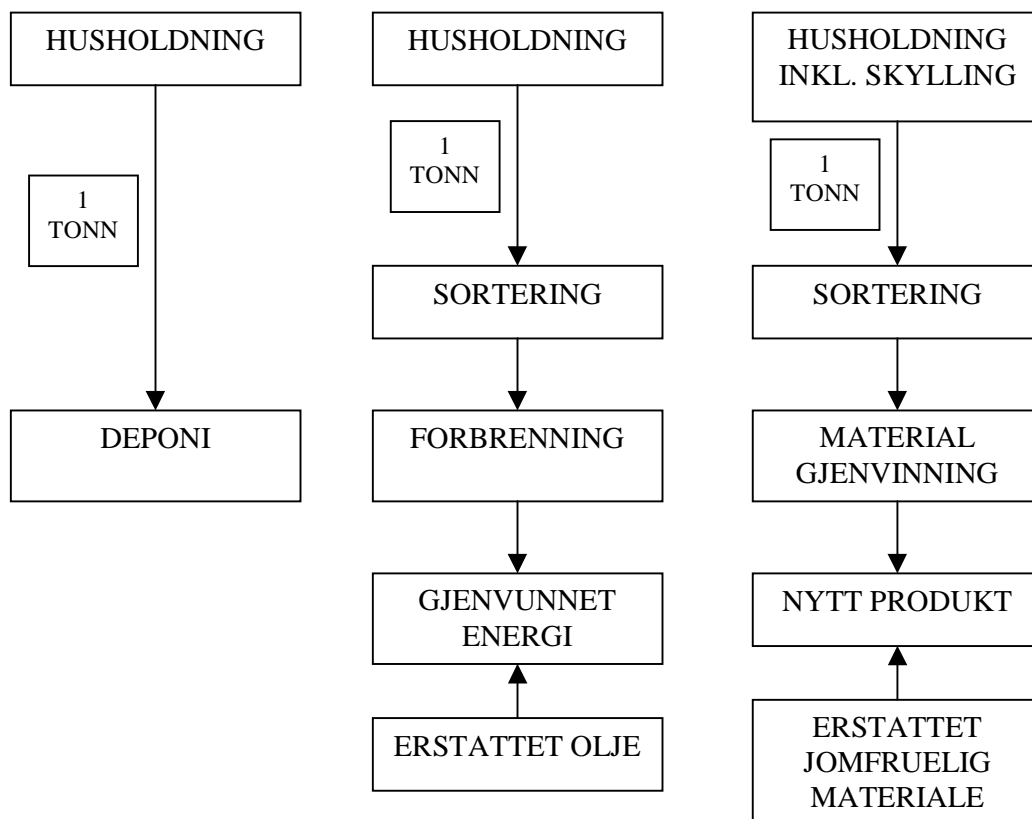 HUSHOLDNING
1
TONN
DEPONI
HUSHOLDNING
1
TONN
SORTERING
FORBRENNING
GJENVUNNET
ENERGI
ERSTATTET OLJE
HUSHOLDNING
INKL. SKYLLING
1
TONN
SORTERING
MATERIAL
GJENVINNING
NYTT PRODUKT
ERSTATTET
JOMFRUELIG
MATERIALE